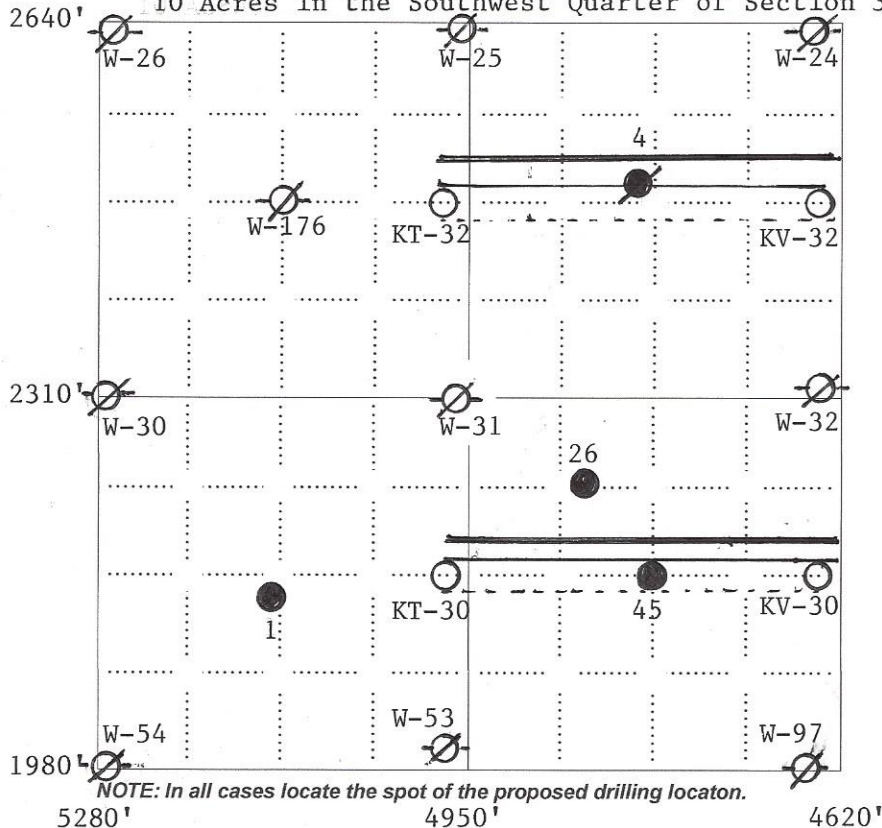 10 Acres in the Southwest Quarter of Section 3
2640'
W-26 W-25 W-24
4
W-176 KT-32 KV-32
2310'
W-30 W-31 W-32
26
KT-30 45 KV-30
1
W-54 W-53 W-97
1980'
NOTE: In all cases locate the spot of the proposed drilling locaton.
5280' 4950' 4620'